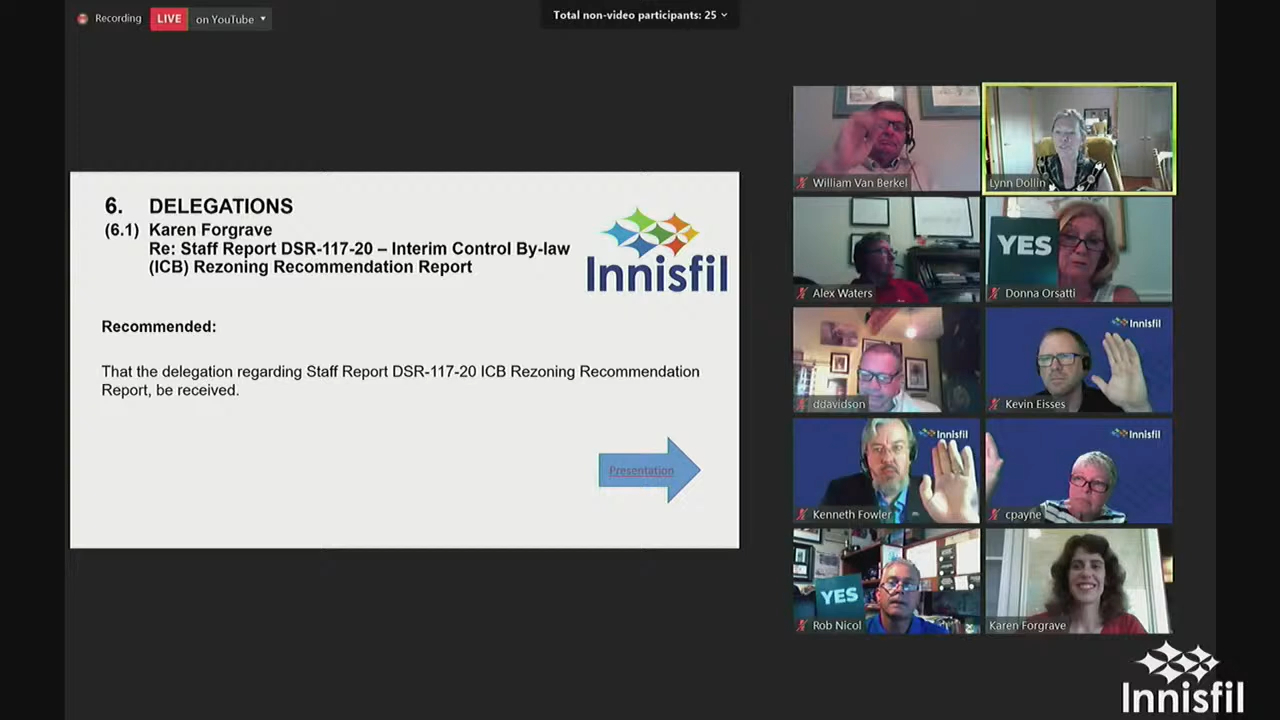 Recording
LIVE on YouTube
Total non-video participants: 25
6. DELEGATIONS
(6.1) Karen Forgrave
Re: Staff Report DSR-117-20 – Interim Control By-law
(ICB) Rezoning Recommendation Report
Innisfil
Recommended:
That the delegation regarding Staff Report DSR-117-20 ICB Rezoning Recommendation
Report, be received.
Presentation
William Van Berkel
Lynn Dollin
Alex Waters
YES
Donna Orsatti
ddavidson
Innisfil
Kevin Eisses
Innisfil
Kenneth Fowler
Innisfil
cpayne
YES
Rob Nicol
Karen Forgrave
Innisfil